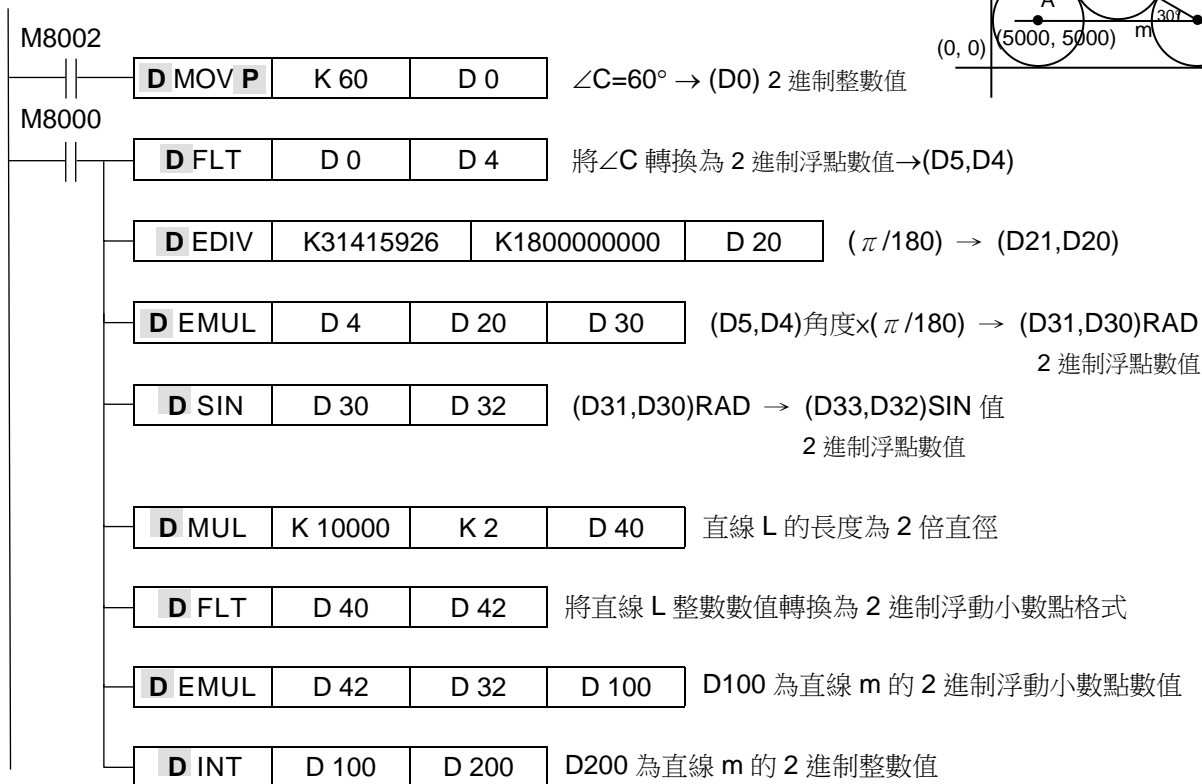 A
30°
m
(5000, 5000)
(0, 0)
M8002
D MOV P K 60 D 0 ∠C=60° → (D0) 2 進制整數值
M8000
D FLT D 0 D 4 將∠C 轉換為 2 進制浮點數值→(D5,D4)
D EDIV K31415926 K1800000000 D 20 (π/180) → (D21,D20)
D EMUL D 4 D 20 D 30 (D5,D4)角度×(π/180) → (D31,D30)RAD
2 進制浮點數值
D SIN D 30 D 32 (D31,D30)RAD → (D33,D32)SIN 值
2 進制浮點數值
D MUL K 10000 K 2 D 40 直線 L 的長度為 2 倍直徑
D FLT D 40 D 42 將直線 L 整數數值轉換為 2 進制浮動小數點格式
D EMUL D 42 D 32 D 100 D100 為直線 m 的 2 進制浮動小數點數值
D INT D 100 D 200 D200 為直線 m 的 2 進制整數值